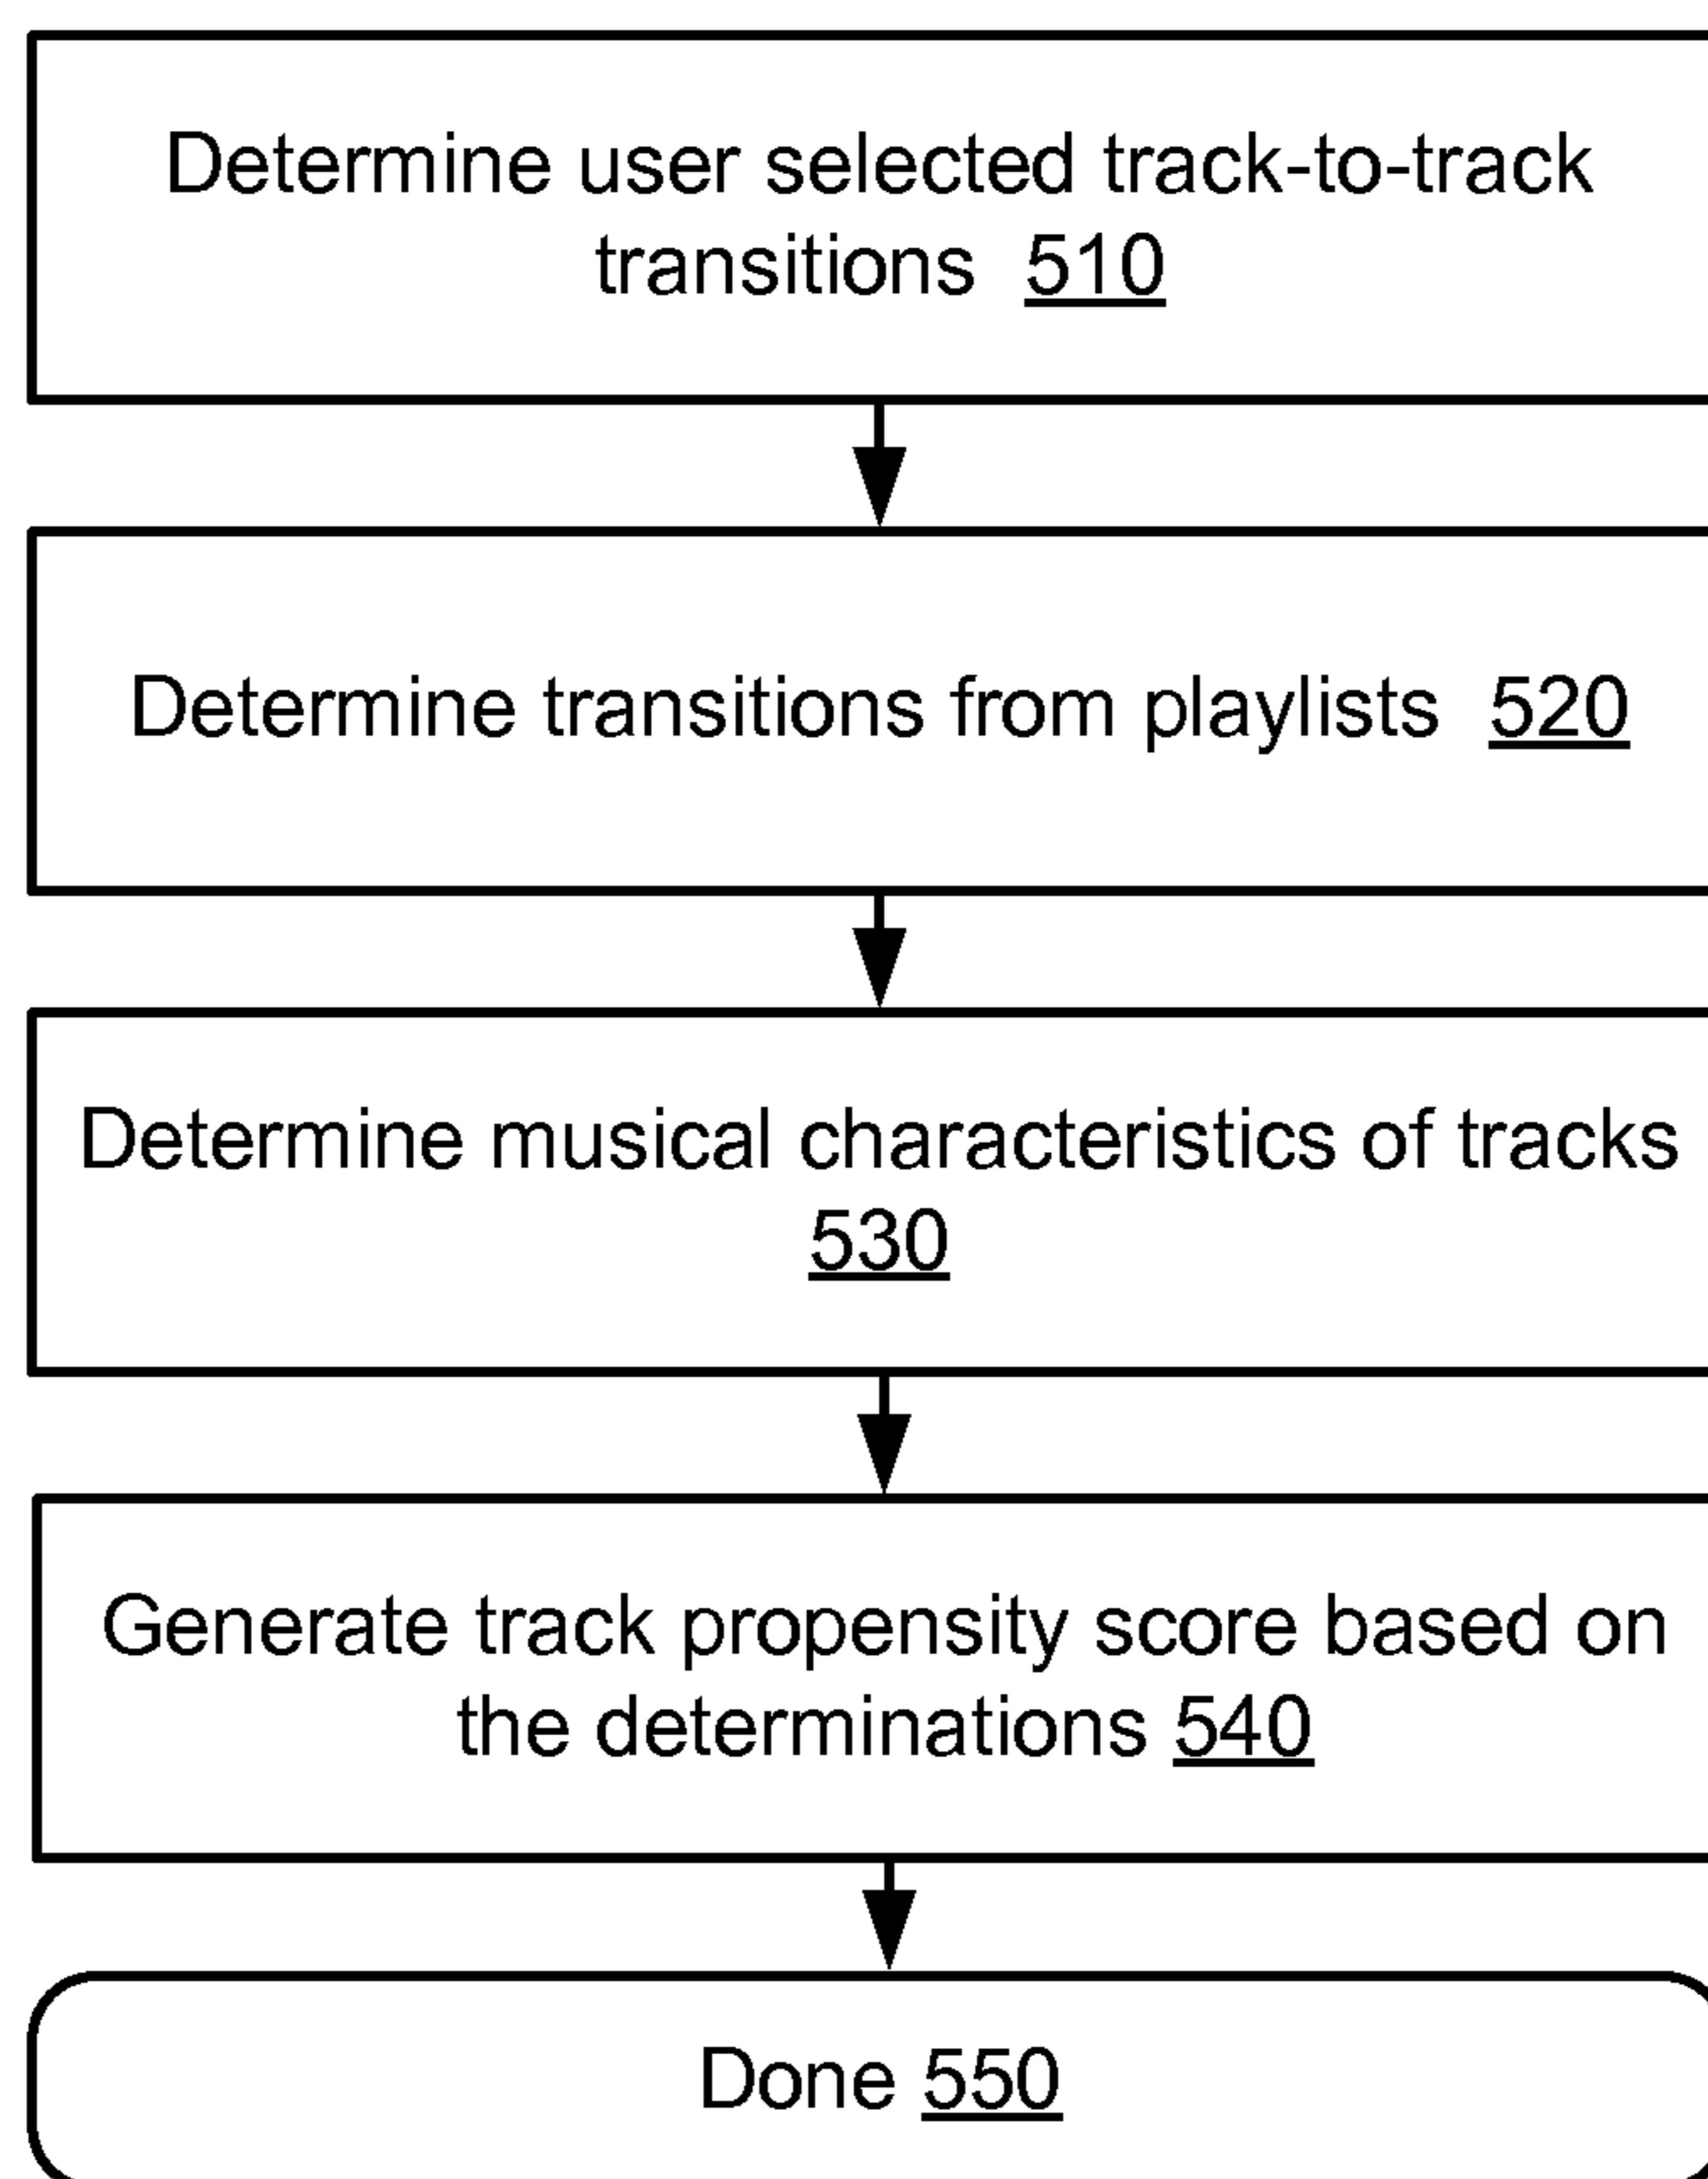 Determine user selected track-to-track
transitions 510
Determine transitions from playlists 520
Determine musical characteristics of tracks
530
Generate track propensity score based on
the determinations 540
Done 550